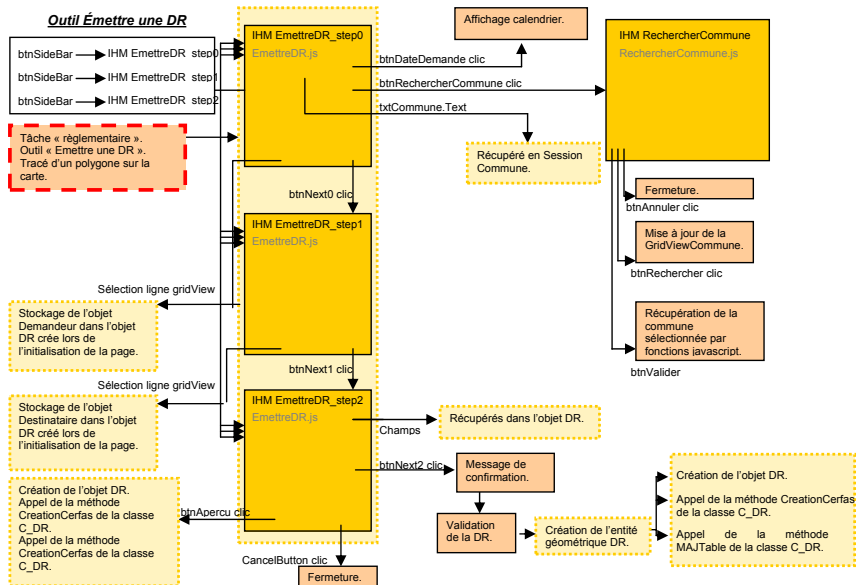 Outil Émettre une DR
btnSideBar
IHM EmettreDR step0
btnSideBar
IHM EmettreDR step1
btnSideBar
IHM EmettreDR step2
Tâche « règlementaire ».
Outil « Emettre une DR ».
Tracé d'un polygone sur la
carte.
IHM EmettreDR_step0
EmettreDR.js
btnDateDemande clic
Affichage calendrier.
btnRechercherCommune clic
txtCommune.Text
Récupéré en Session
Commune.
IHM RechercherCommune
RechercherCommune.js
Fermeture.
btnAnnuler clic
Mise à jour de la
GridViewCommune.
btnRechercher clic
Récupération de la
commune
sélectionnée par
fonctions javascript.
btnValider
btnNext0 clic
IHM EmettreDR_step1
EmettreDR.js
Sélection ligne gridView
Stockage de l'objet
Demandeur dans l'objet
DR crée lors de
l'initialisation de la page.
btnNext1 clic
Sélection ligne gridView
Stockage de l'objet
Destinataire dans l'objet
DR créé lors de
l'initialisation de la page.
IHM EmettreDR_step2
EmettreDR.js
Champs
Récupérés dans l'objet DR.
btnNext2 clic
Message de
confirmation.
Validation
de la DR.
Création de l'entité
géométrique DR.
Création de l'objet DR.
Appel de la méthode CreationCerfas
de la classe C_DR.
Appel de la méthode
MAJTable de la classe C_DR.
btnApercu clic
Création de l'objet DR.
Appel de la méthode
CreationCerfas de la classe
C_DR.
Appel de la méthode
CreationCerfas de la classe
C_DR.
CancelButton clic
Fermeture.